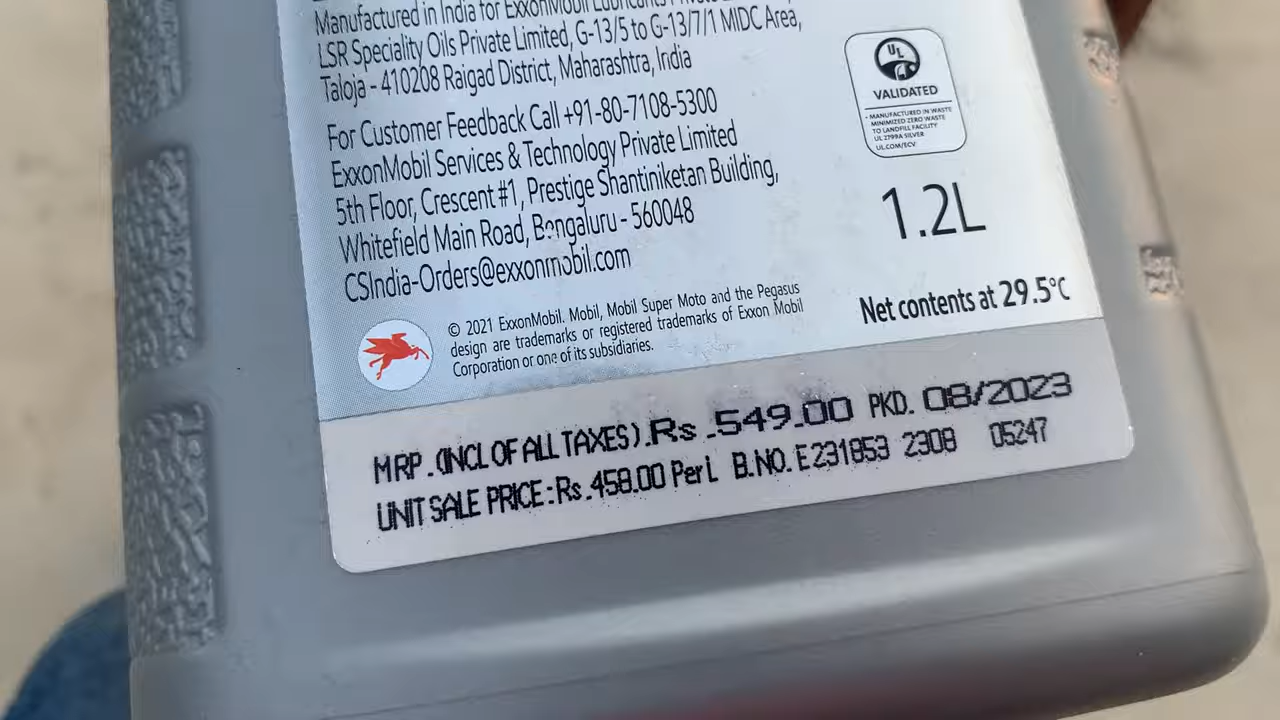 Manufactured in India for ExxonMobil Lubricants
LSR Speciality Oils Private Limited, G-13/5 to G-13/7/1 MIDC Area,
Taloja - 410208 Raigad District, Maharashtra, India
For Customer Feedback Call +91-80-7108-5300
ExxonMobil Services & Technology Private Limited
5th Floor, Crescent #1, Prestige Shantiniketan Building,
Whitefield Main Road, Bengaluru - 560048
CSIndia-Orders@exxonmobil.com
© 2021 ExxonMobil. Mobil, Mobil Super Moto and the Pegasus
design are trademarks or registered trademarks of Exxon Mobil
Corporation or one of its subsidiaries.
UL
VALIDATED
- MANUFACTURED IN WASTE
MINIMIZED ZERO WASTE
TO LANDFILL FACILITY
UL 2799A SILVER
UL.COM/ECV
1.2L
Net contents at 29.5°C
MRP.(INCL OF ALL TAXES).Rs.549.00 PKD. 08/2023
UNIT SALE PRICE:Rs.458.00 Per L B.NO. E231853 2308 05247